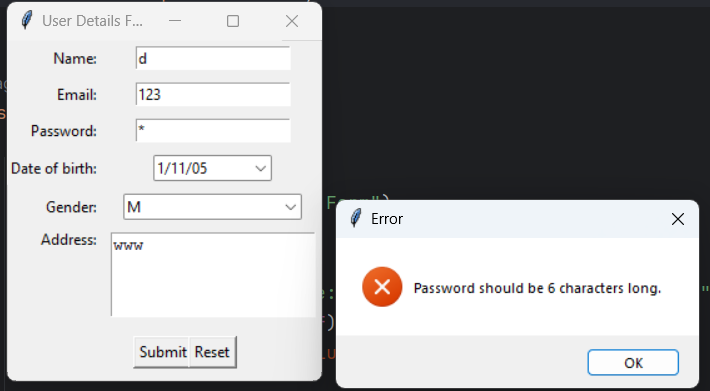 User Details F...
Name: d
Email: 123
Password: *
Date of birth: 1/11/05
Gender: M
Address: www
Submit Reset
Error
Password should be 6 characters long.
OK